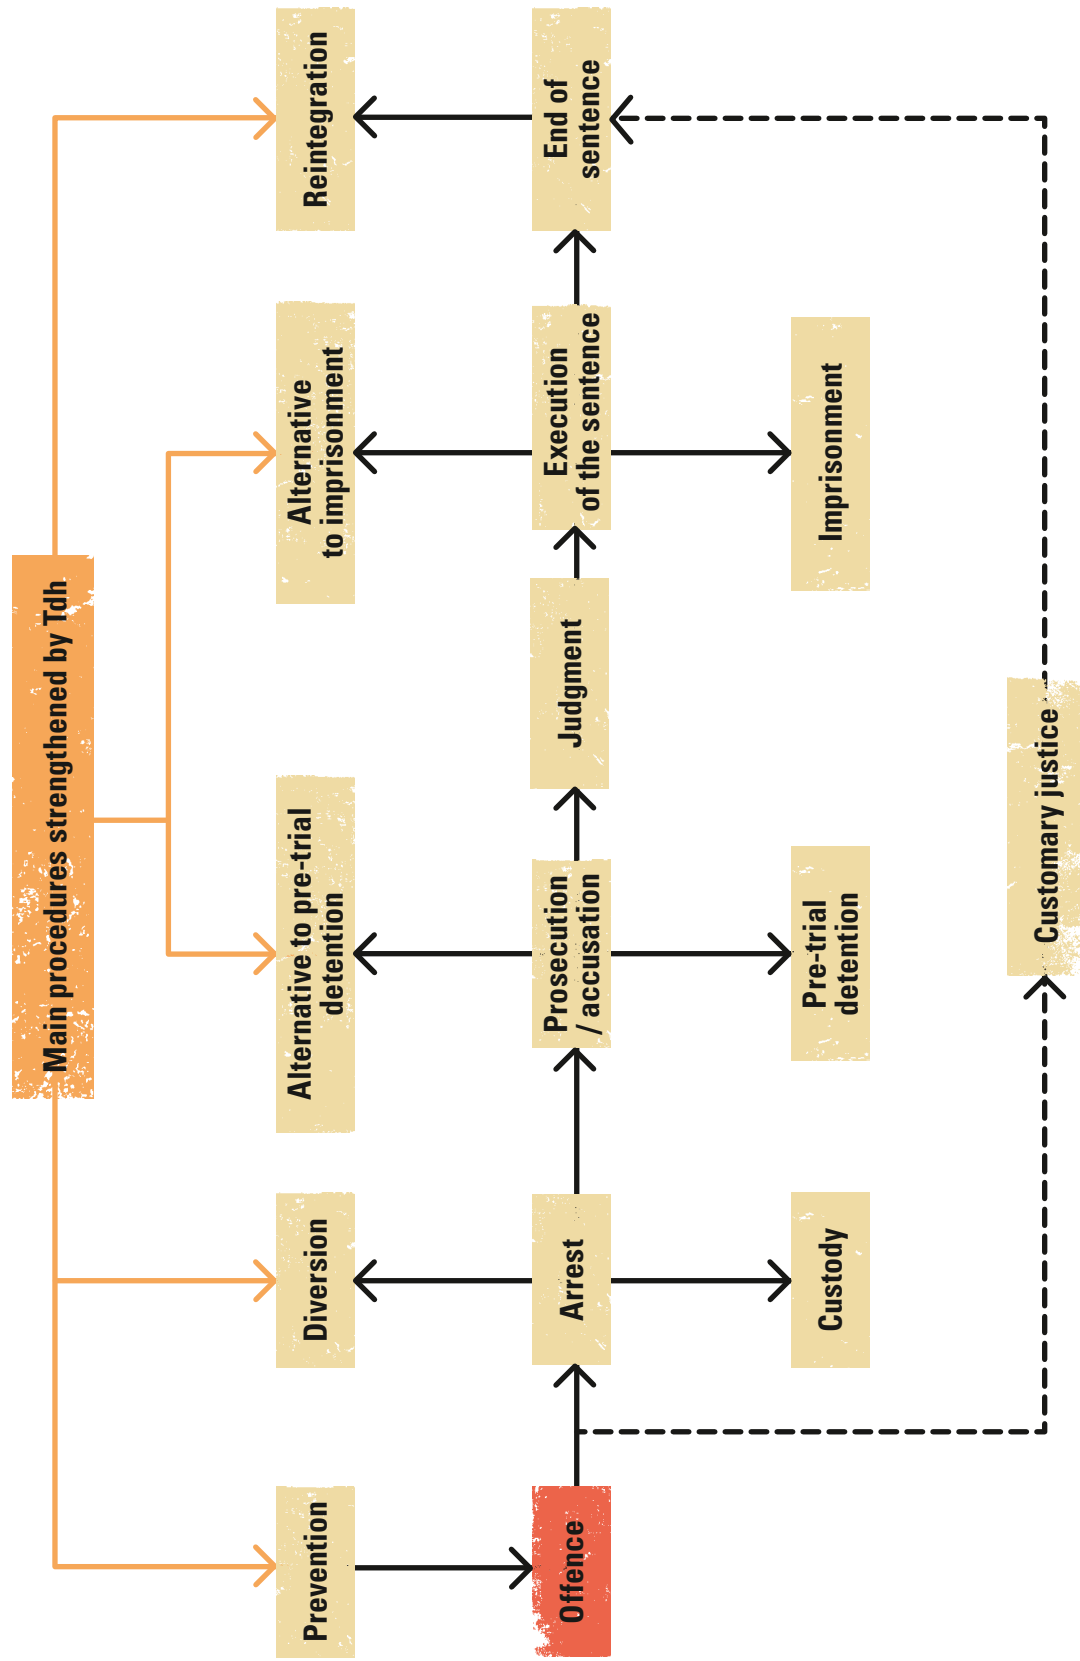 Main procedures strengthened by Tdh
Prevention
Diversion
Alternative to pre-trial
detention
Alternative
to imprisonment
Reintegration
Offence
Arrest
Prosecution
/ accusation
Judgment
Execution
of the sentence
End of
sentence
Custody
Pre-trial
detention
Imprisonment
Customary justice